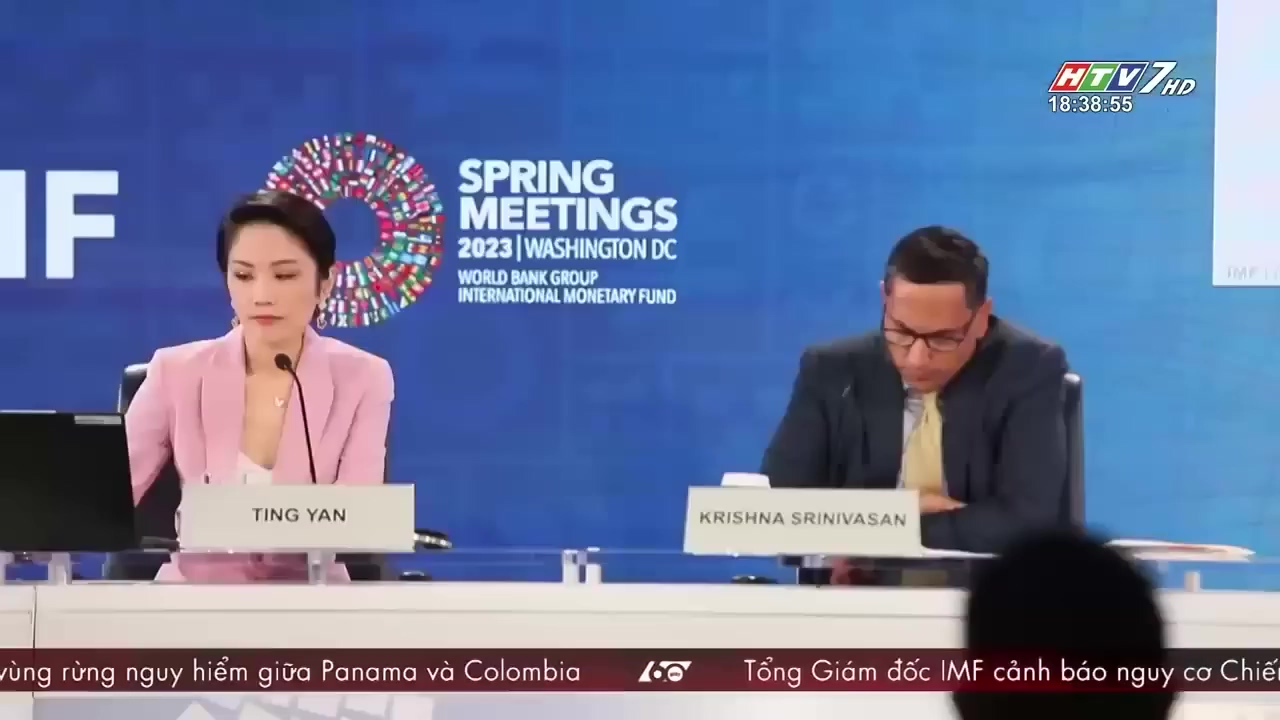 HTV7 HD
18:38:55
IMF
SPRING
MEETINGS
2023 | WASHINGTON DC
WORLD BANK GROUP
INTERNATIONAL MONETARY FUND
IMF
TING YAN
KRISHNA SRINIVASAN
vùng rừng nguy hiểm giữa Panama và Colombia
60
Tổng Giám đốc IMF cảnh báo nguy cơ Chiế